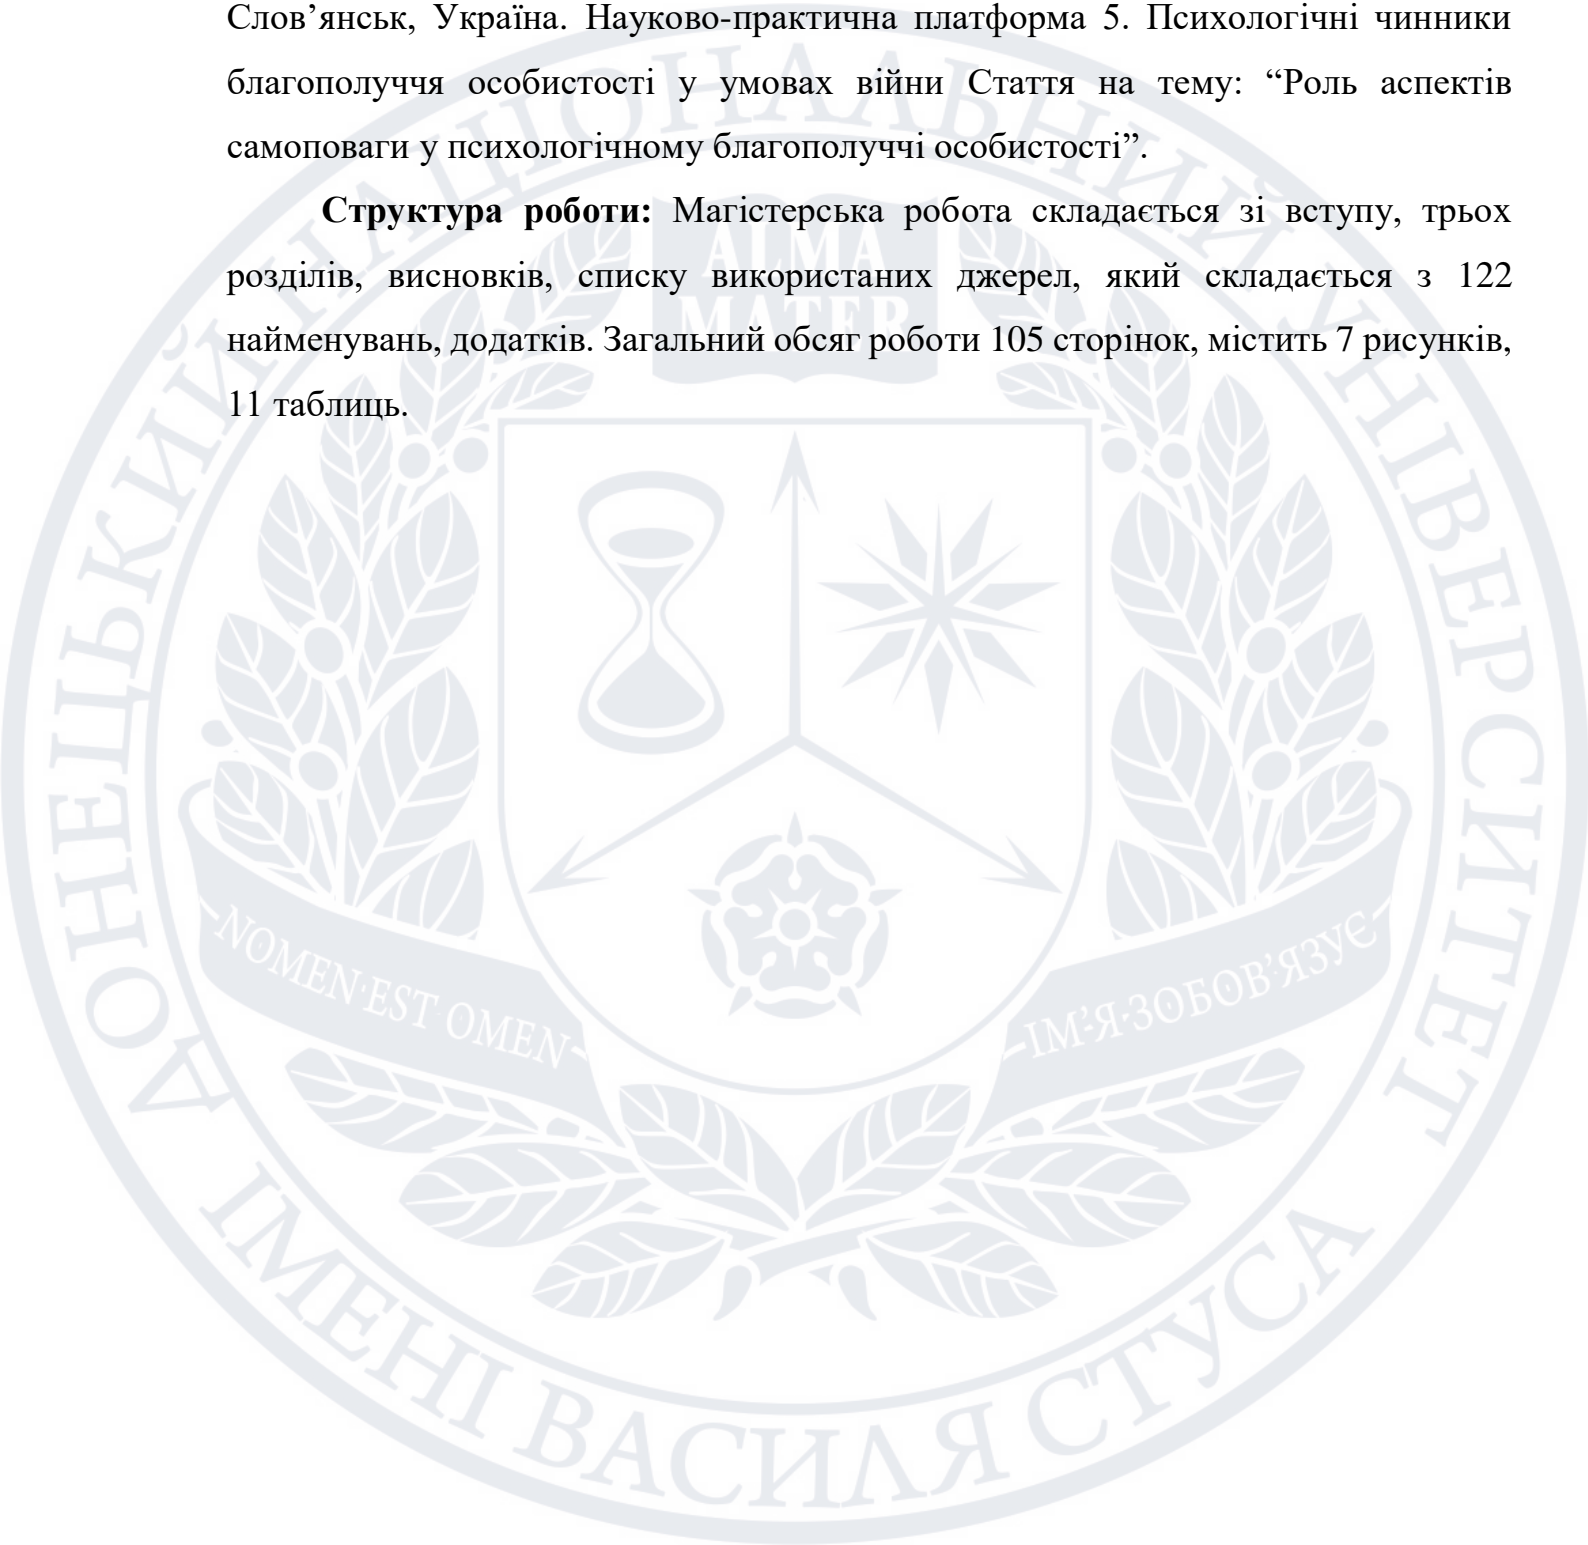 Слов’янськ, Україна. Науково-практична платформа 5. Психологічні чинники
благополуччя особистості у умовах війни Стаття на тему: “Роль аспектів
самоповаги у психологічному благополуччі особистості”.
Структура роботи: Магістерська робота складається зі вступу, трьох
розділів, висновків, списку використаних джерел, який складається з 122
найменувань, додатків. Загальний обсяг роботи 105 сторінок, містить 7 рисунків,
11 таблиць.
ДОНЕЦЬКИЙ НАЦІОНАЛЬНИЙ УНІВЕРСИТЕТ
ALMA
MATER
NOMEN·EST·OMEN
ІМ’Я·ЗОБОВ’ЯЗУЄ
ІМЕНІ ВАСИЛЯ СТУСА